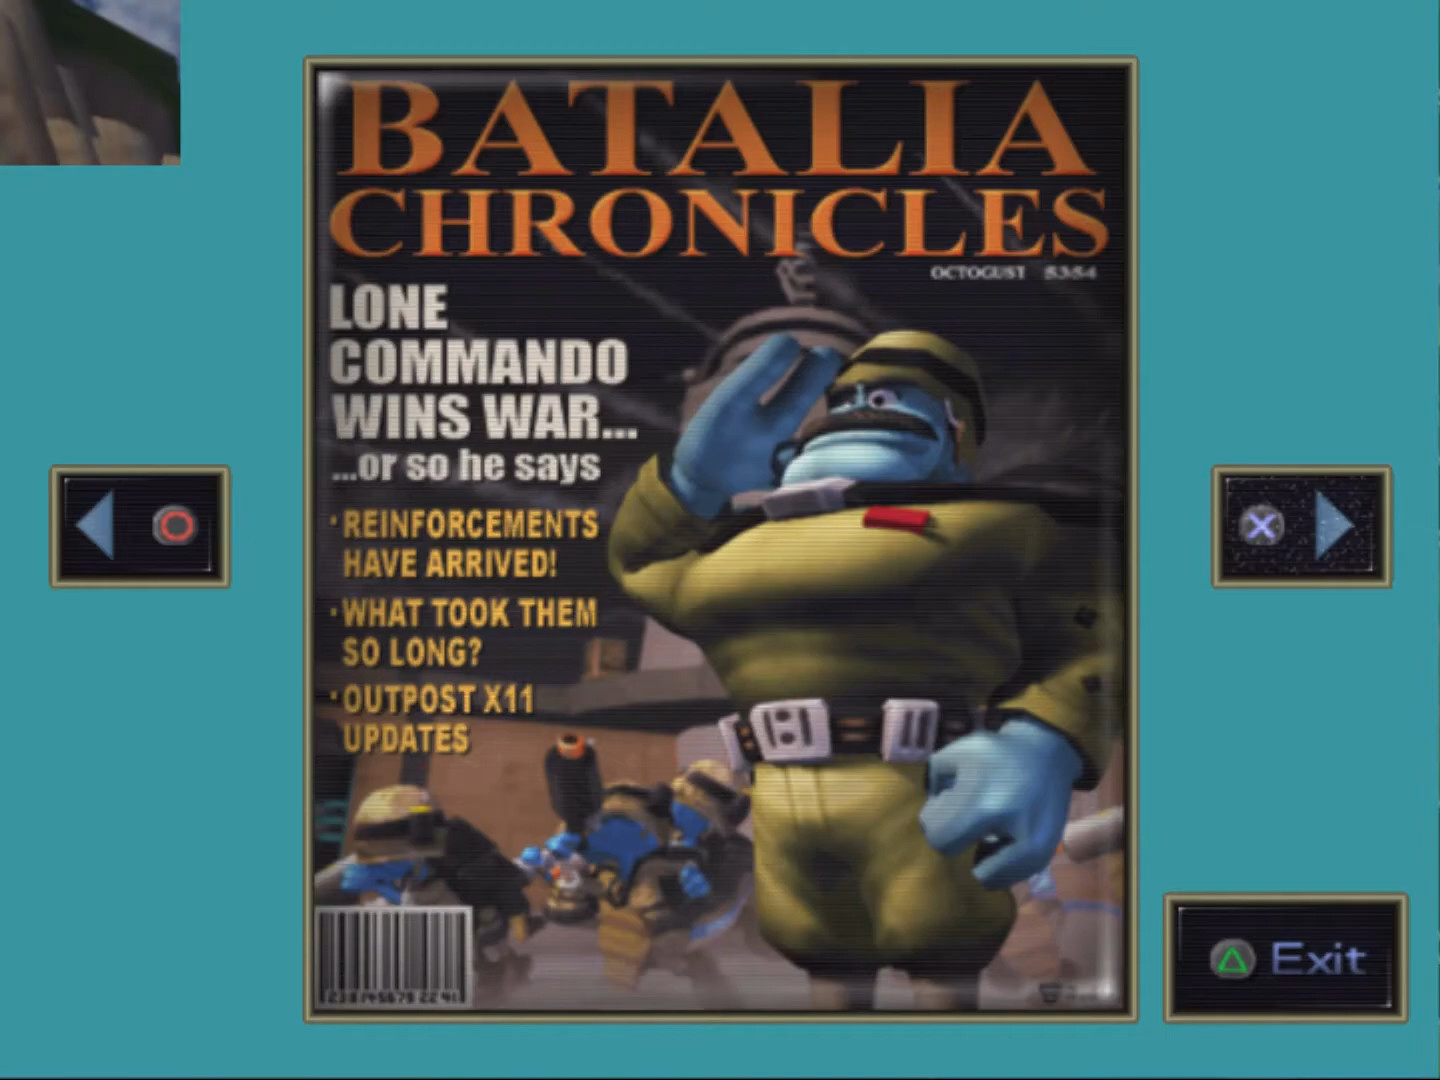 BATALIA
CHRONICLES
OCTOGUST 5354
LONE
COMMANDO
WINS WAR...
...or so he says
·REINFORCEMENTS
HAVE ARRIVED!
·WHAT TOOK THEM
SO LONG?
·OUTPOST X11
UPDATES
Exit